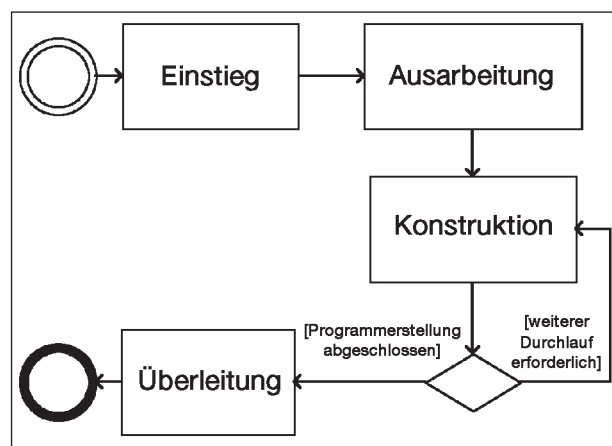 Einstieg
Ausarbeitung
Konstruktion
[Programmerstellung
abgeschlossen]
[weiterer
Durchlauf
erforderlich]
Überleitung